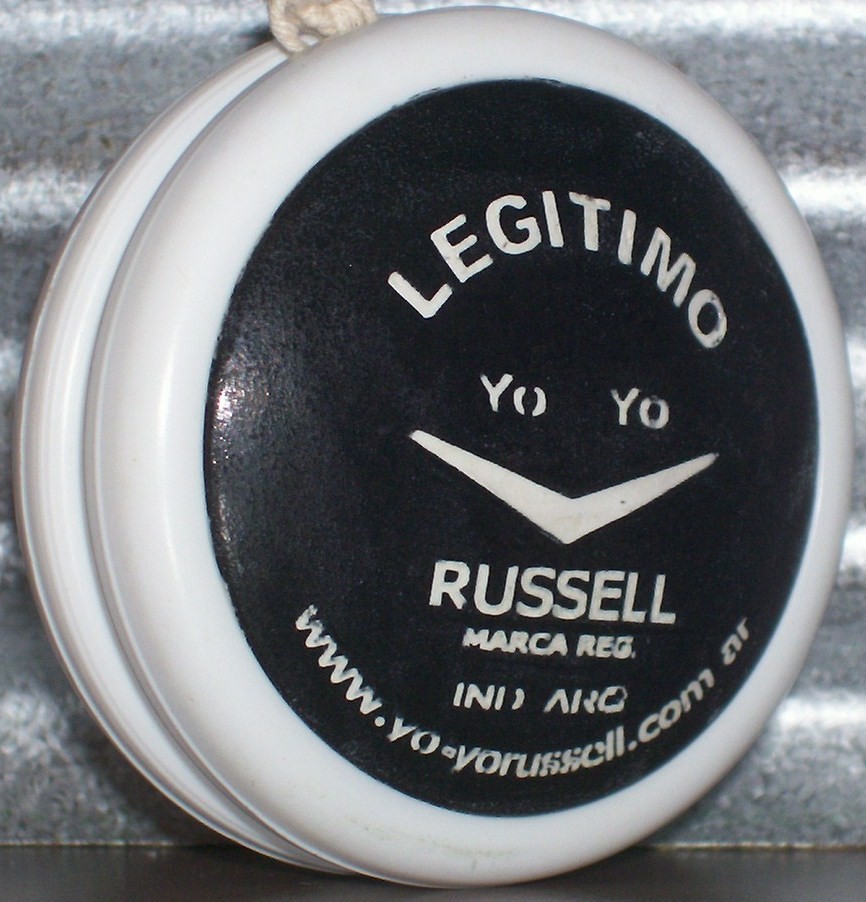 LEGITIMO
YO YO
RUSSELL
MARCA REG.
IND ARG
www.yo-yorussell.com ar